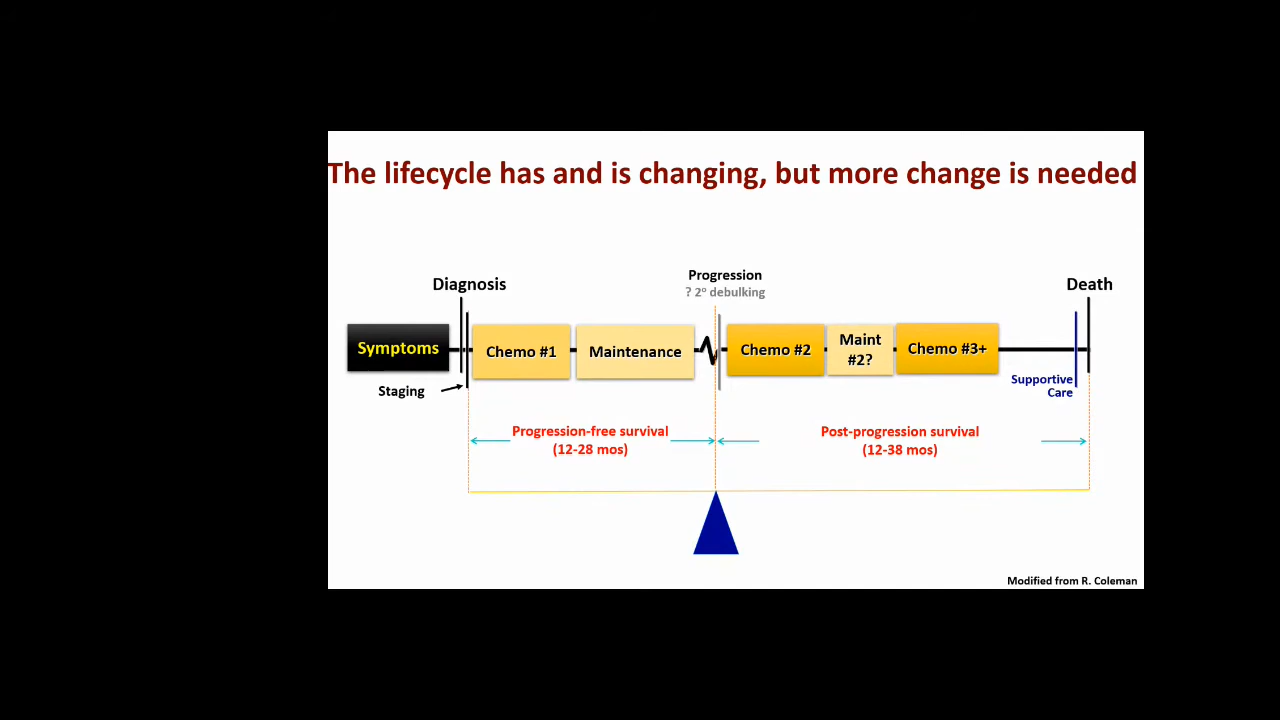 The lifecycle has and is changing, but more change is needed
Diagnosis
Progression
? 2º debulking
Death
Symptoms
Chemo #1
Maintenance
Chemo #2
Maint
#2?
Chemo #3+
Staging
Supportive
Care
Progression-free survival
(12-28 mos)
Post-progression survival
(12-38 mos)
Modified from R. Coleman